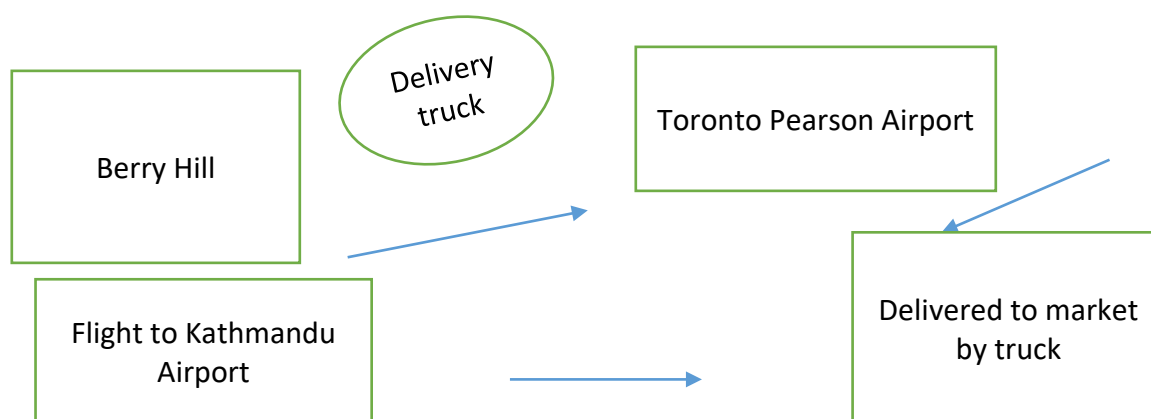 Berry Hill
Delivery
truck
Toronto Pearson Airport
Flight to Kathmandu
Airport
Delivered to market
by truck